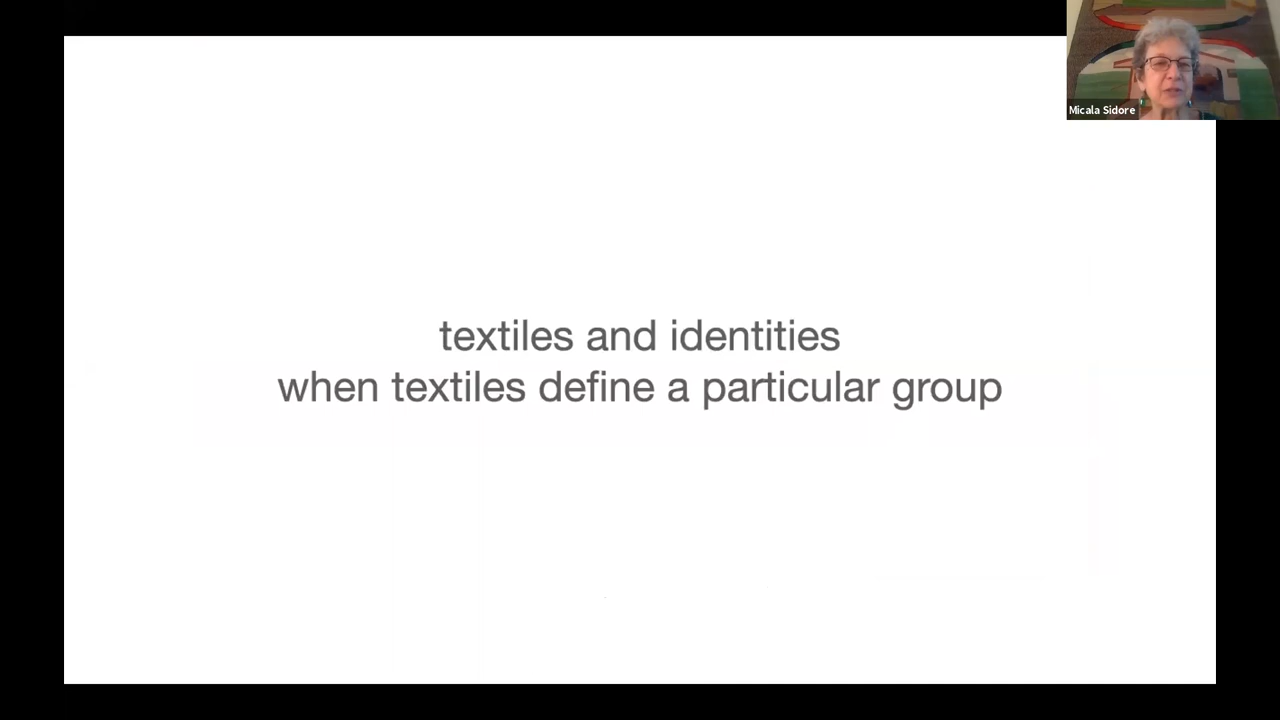 Micala Sidore
textiles and identities
when textiles define a particular group